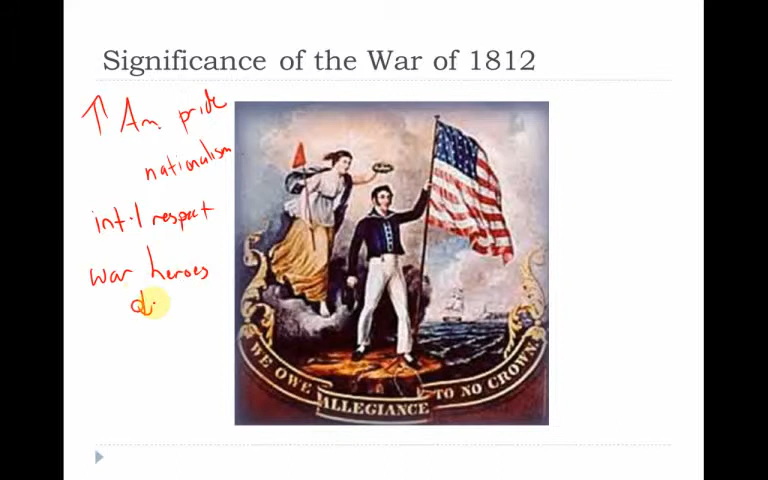 Significance of the War of 1812
↑ Am. pride
nationalism
int'l respect
war heroes
di
WE OWE ALLEGIANCE TO NO CROWN.